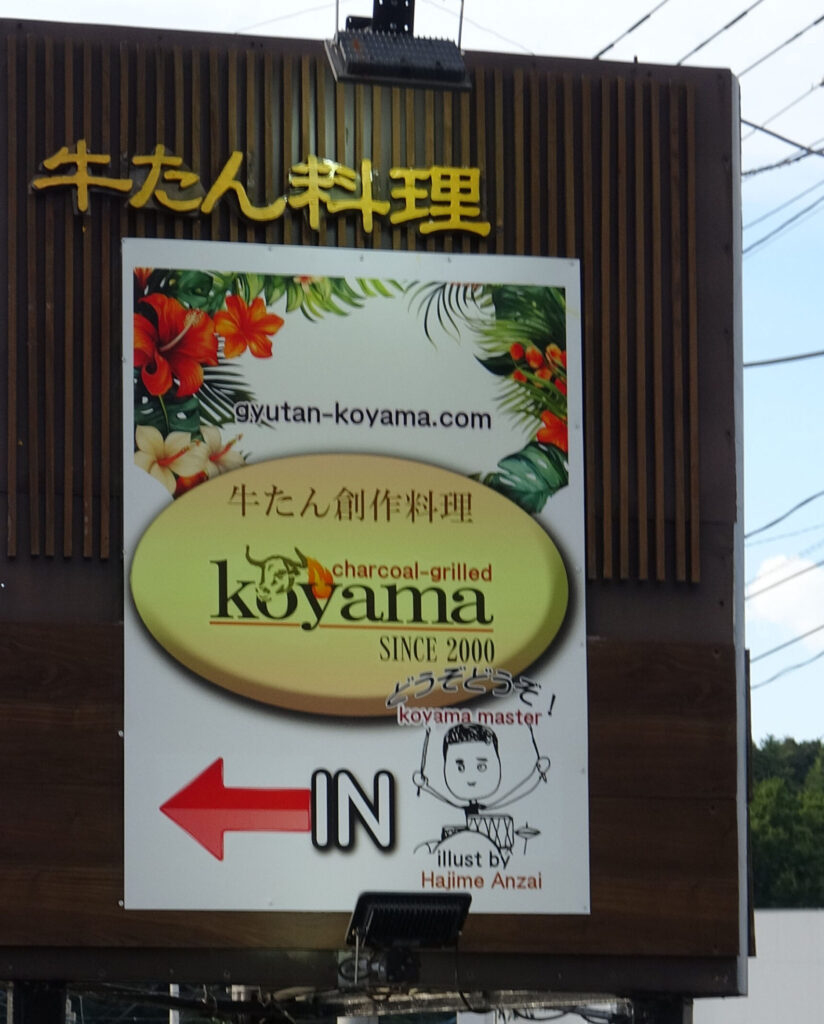 牛たん料理
gyutan-koyama.com
牛たん創作料理
charcoal-grilled
koyama
SINCE 2000
どうぞどうぞ!
koyama master
IN
illust by
Hajime Anzai